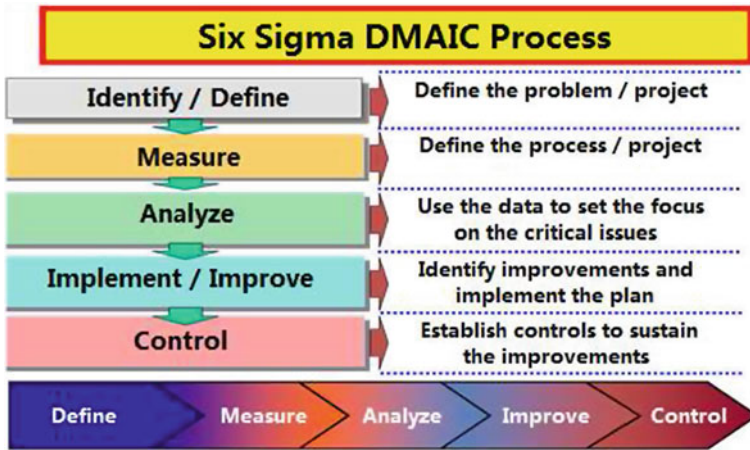 Six Sigma DMAIC Process
Identify / Define
Define the problem / project
Measure
Define the process / project
Analyze
Use the data to set the focus
on the critical issues
Implement / Improve
Identify improvements and
implement the plan
Control
Establish controls to sustain
the improvements
Define Measure Analyze Improve Control